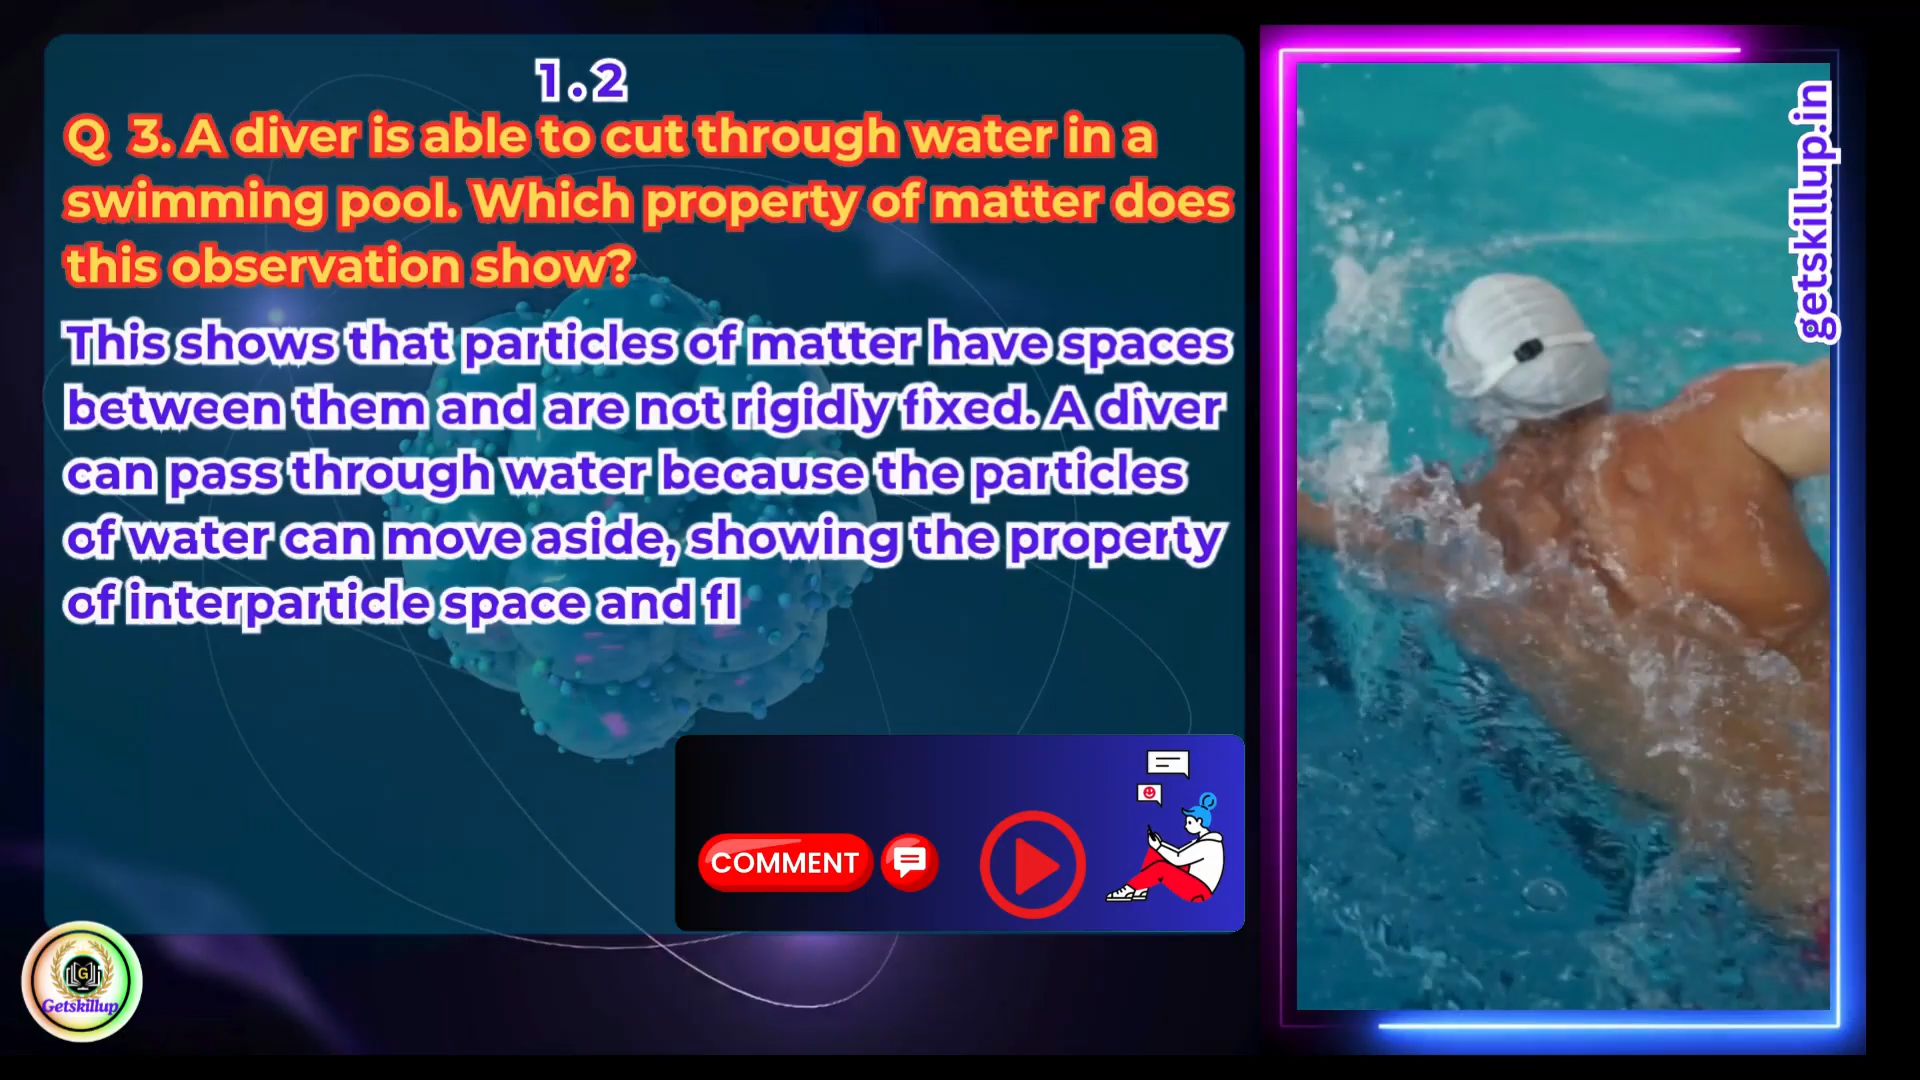 1.2
Q 3. A diver is able to cut through water in a
swimming pool. Which property of matter does
this observation show?
This shows that particles of matter have spaces
between them and are not rigidly fixed. A diver
can pass through water because the particles
of water can move aside, showing the property
of interparticle space and fl
COMMENT
G
Getskillup
getskillup.in